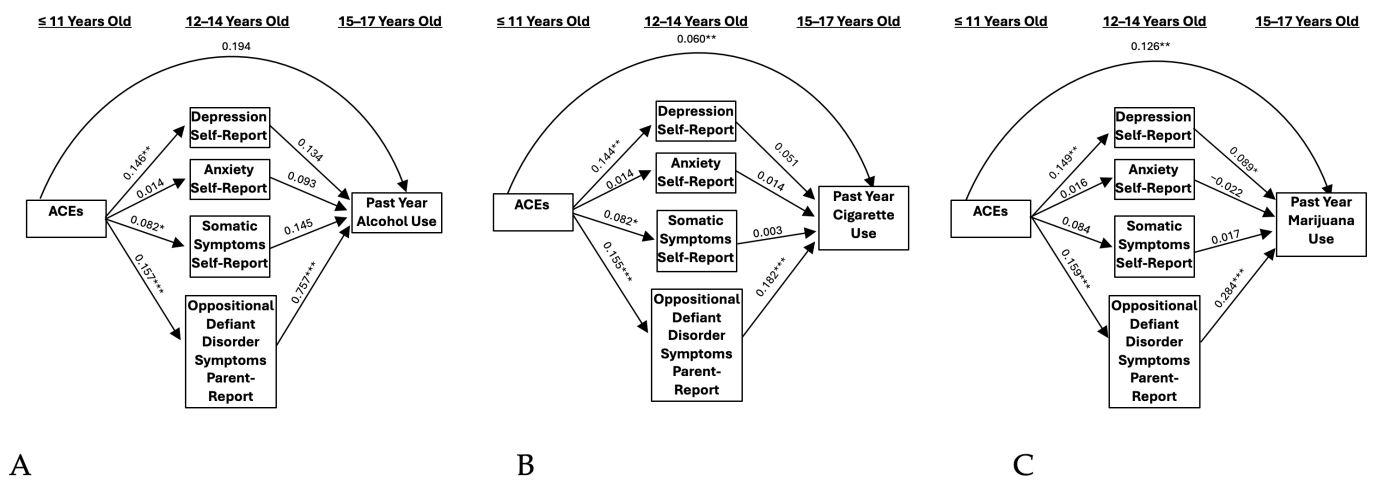 ≤ 11 Years Old
12–14 Years Old
15–17 Years Old
0.194
Depression
Self-Report
0.146**
0.134
Anxiety
Self-Report
0.014
0.093
ACEs
Past Year
Alcohol Use
0.082*
Somatic
Symptoms
Self-Report
0.145
0.157***
0.757***
Oppositional
Defiant
Disorder
Symptoms
Parent-
Report
A
≤ 11 Years Old
12–14 Years Old
15–17 Years Old
0.060**
Depression
Self-Report
0.144**
0.051
Anxiety
Self-Report
0.014
0.014
ACEs
Past Year
Cigarette
Use
0.082*
Somatic
Symptoms
Self-Report
0.003
0.155***
0.182***
Oppositional
Defiant
Disorder
Symptoms
Parent-
Report
B
≤ 11 Years Old
12–14 Years Old
15–17 Years Old
0.126**
Depression
Self-Report
0.149**
0.089*
Anxiety
Self-Report
0.016
−0.022
ACEs
Past Year
Marijuana
Use
0.084
Somatic
Symptoms
Self-Report
0.017
0.159***
0.284***
Oppositional
Defiant
Disorder
Symptoms
Parent-
Report
C